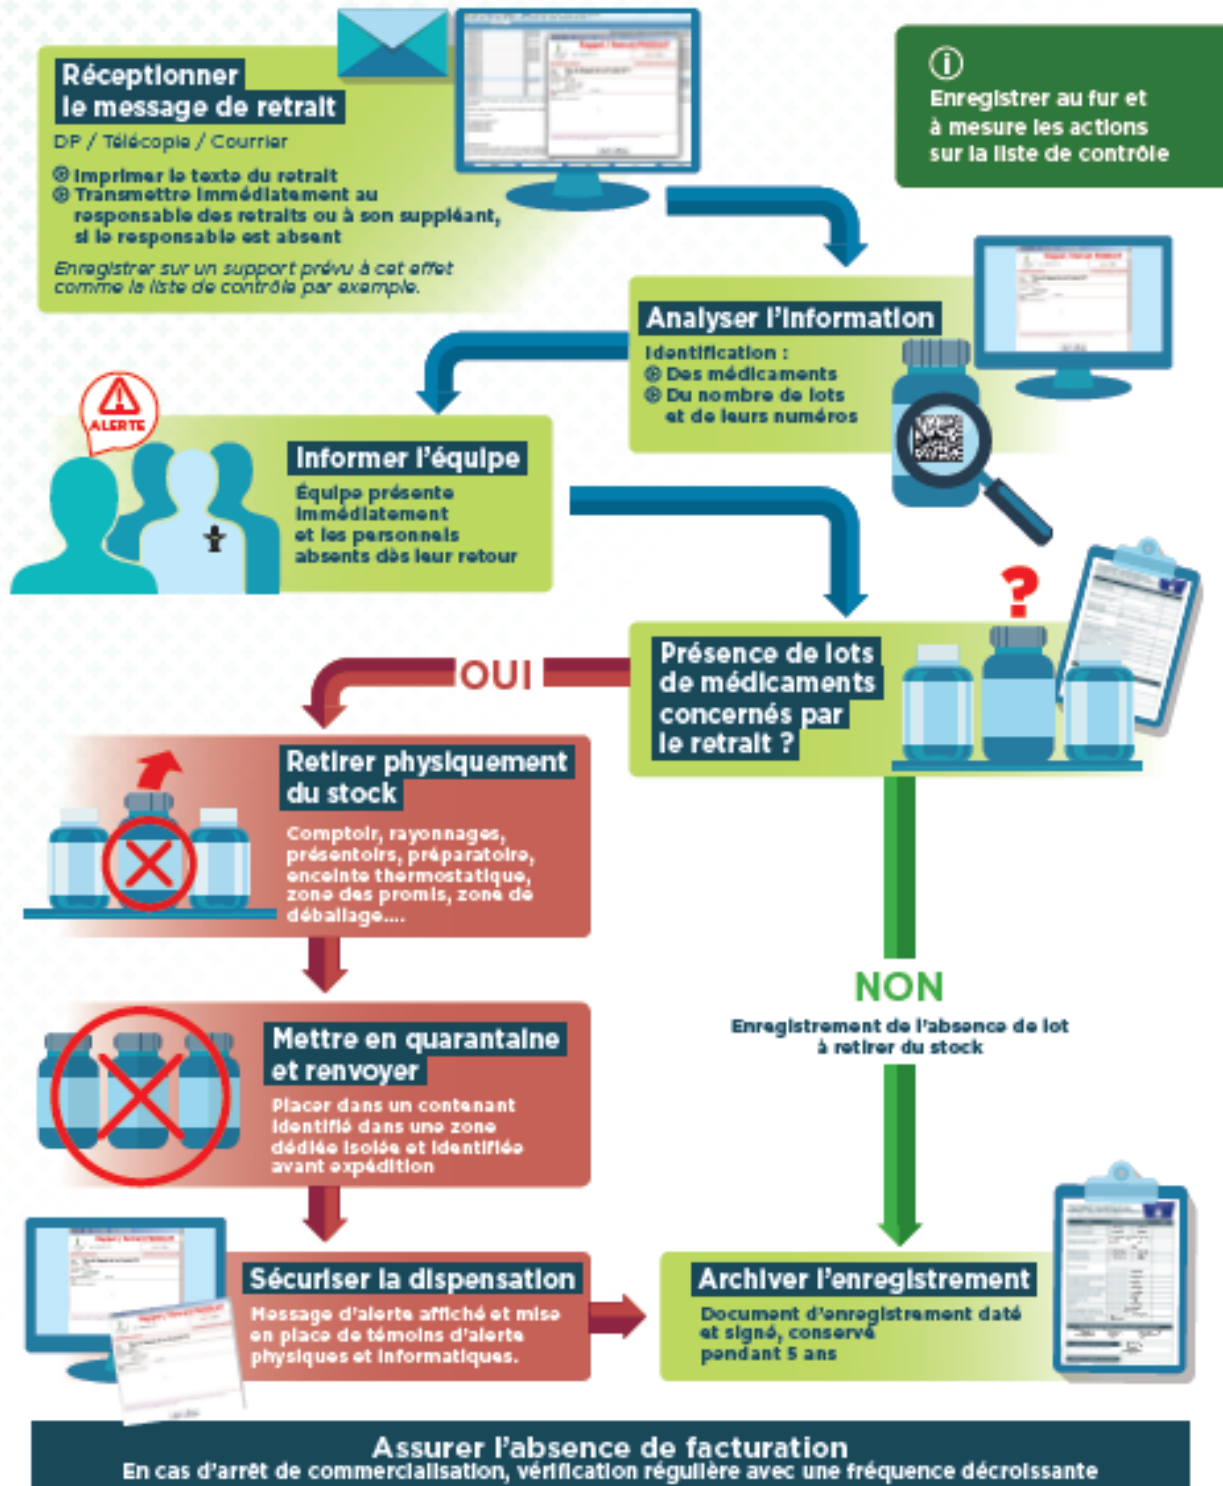 Réceptionner
le message de retrait
DP / Télécopie / Courrier
Imprimer le texte du retrait
Transmettre immédiatement au
responsable des retraits ou à son suppléant,
si le responsable est absent
Enregistrer sur un support prévu à cet effet
comme la liste de contrôle par exemple.
Enregistrer au fur et
à mesure les actions
sur la liste de contrôle
Analyser l'information
Identification :
Des médicaments
Du nombre de lots
et de leurs numéros
ALERTE
Informer l'équipe
Équipe présente
immédiatement
et les personnels
absents dès leur retour
?
Présence de lots
de médicaments
concernés par
le retrait ?
OUI
Retirer physiquement
du stock
Comptoir, rayonnages,
présentoirs, préparatoire,
enceinte thermostatique,
zone des promis, zone de
déballage....
NON
Enregistrement de l'absence de lot
à retirer du stock
Mettre en quarantaine
et renvoyer
Placer dans un contenant
identifié dans une zone
dédiée isolée et identifiée
avant expédition
Sécuriser la dispensation
Message d'alerte affiché et mise
en place de témoins d'alerte
physiques et informatiques.
Archiver l'enregistrement
Document d'enregistrement daté
et signé, conservé
pendant 5 ans
Assurer l'absence de facturation
En cas d'arrêt de commercialisation, vérification régulière avec une fréquence décroissante